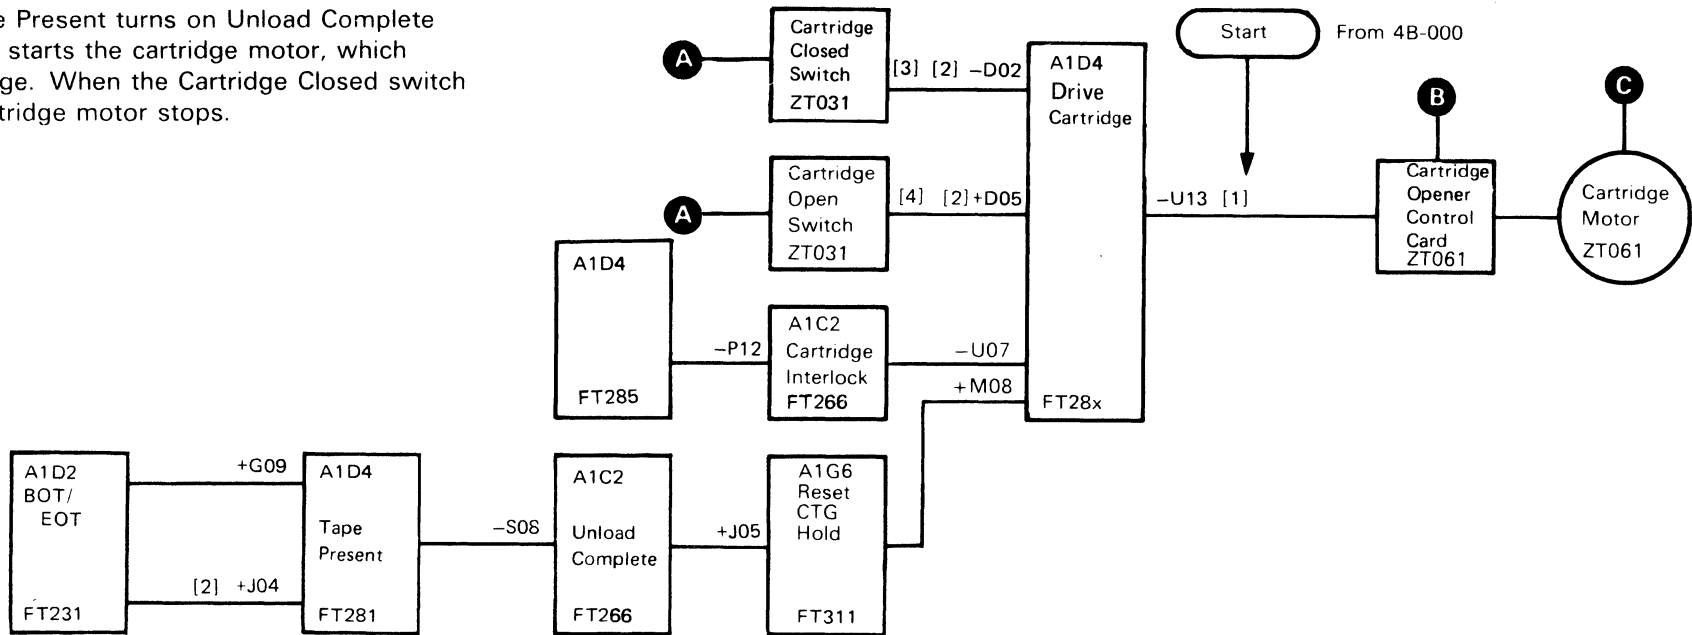 e Present turns on Unload Complete
starts the cartridge motor, which
ge. When the Cartridge Closed switch
tridge motor stops.
A
Cartridge
Closed
Switch
ZT031
[3] [2] -D02
A1D4
Drive
Cartridge
FT28x
Start
From 4B-000
A
Cartridge
Open
Switch
ZT031
[4] [2]+D05
-U13 [1]
B
Cartridge
Opener
Control
Card
ZT061
C
Cartridge
Motor
ZT061
A1D4
FT285
-P12
A1C2
Cartridge
Interlock
FT266
-U07
+M08
A1D2
BOT/
EOT
FT231
+G09
[2] +J04
A1D4
Tape
Present
FT281
-S08
A1C2
Unload
Complete
FT266
+J05
A1G6
Reset
CTG
Hold
FT311